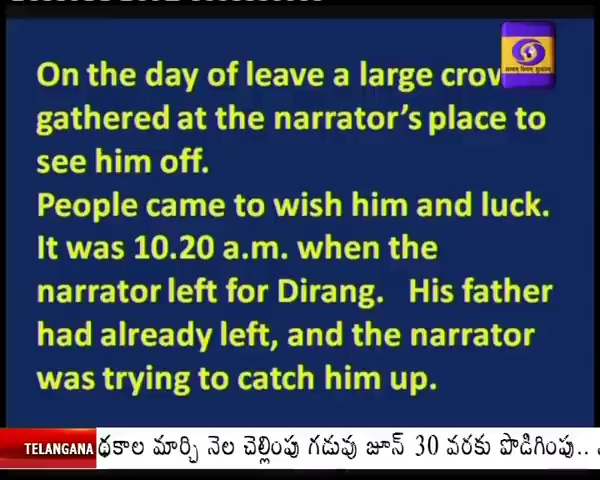 On the day of leave a large
gathered at the narrator's place to
see him off.
People came to wish him and luck.
It was 10.20 a.m. when the
narrator left for Dirang. His father
had already left, and the narrator
was trying to catch him up.
TELANGANA థకాల మార్చి నెల చెల్లింపు గడువు జూన్ 30 వరకు పొడిగింపు..